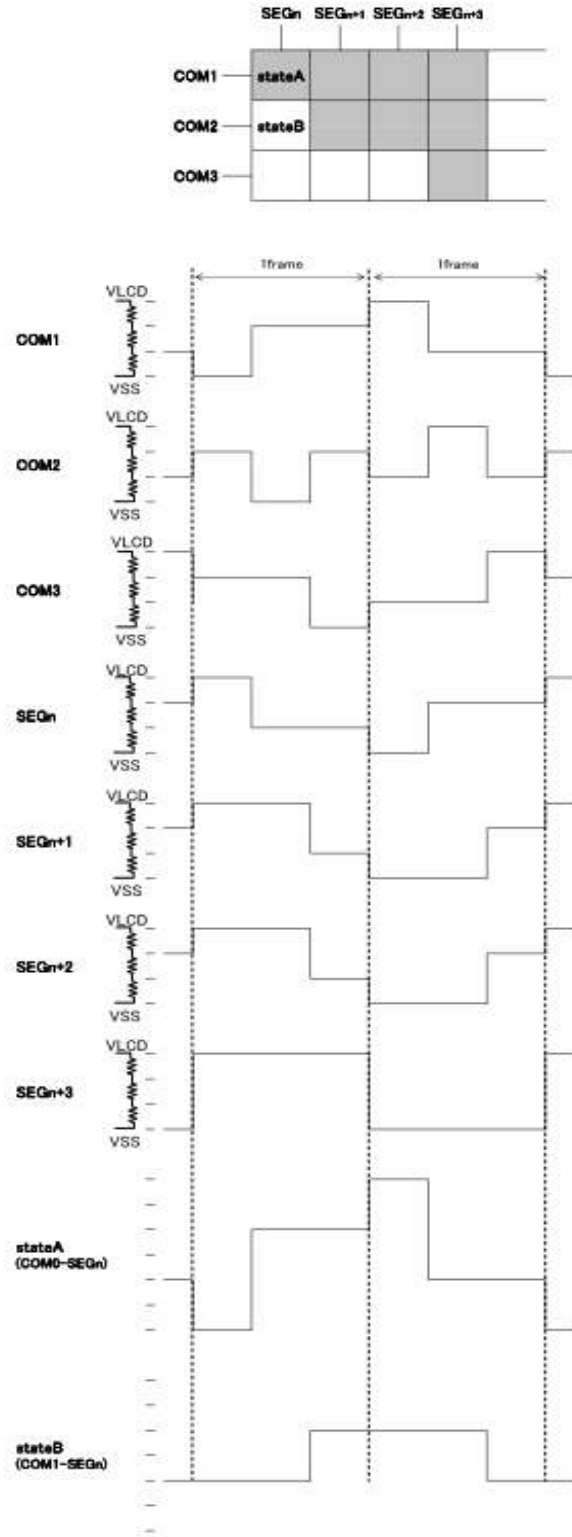 SEGn SEGn+1 SEGn+2 SEGn+3
COM1 stateA
COM2 stateB
COM3
1frame 1frame
VLCD
COM1
VSS
VLCD
COM2
VSS
VLCD
COM3
VSS
VLCD
SEGn
VSS
VLCD
SEGn+1
VSS
VLCD
SEGn+2
VSS
VLCD
SEGn+3
VSS
stateA
(COM0-SEGn)
stateB
(COM1-SEGn)